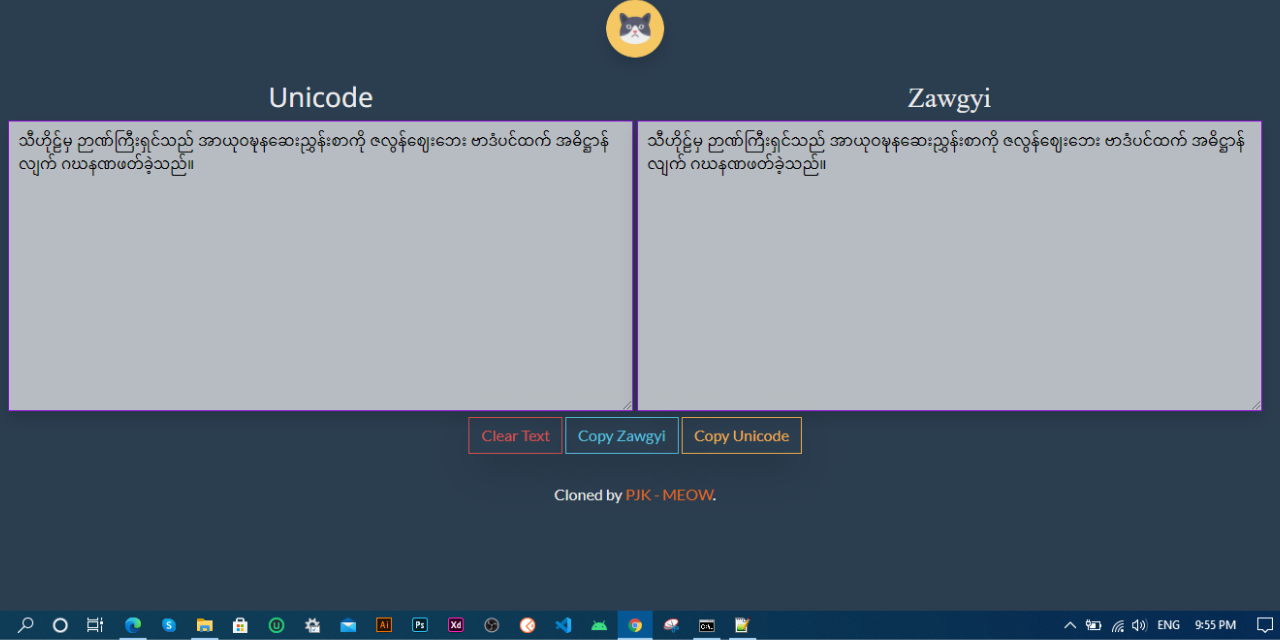 Unicode
Zawgyi
သီဟိုဠ်မှ ဉာဏ်ကြီးရှင်သည် အာယုဝဍ္ဎနဆေးညွှန်းစာကို ဇလွန်ဈေးဘေး ဗာဒံပင်ထက် အဓိဋ္ဌာန်
လျက် ဂဃနဏဖတ်ခဲ့သည်။
သီဟိုဠ်မှ ဉာဏ်ကြီးရှင်သည် အာယုဝဍ္ဎနဆေးညွှန်းစာကို ဇလွန်ဈေးဘေး ဗာဒံပင်ထက် အဓိဋ္ဌာန်
လျက် ဂဃနဏဖတ်ခဲ့သည်။
Clear Text
Copy Zawgyi
Copy Unicode
Cloned by PJK - MEOW.
ENG
9:55 PM